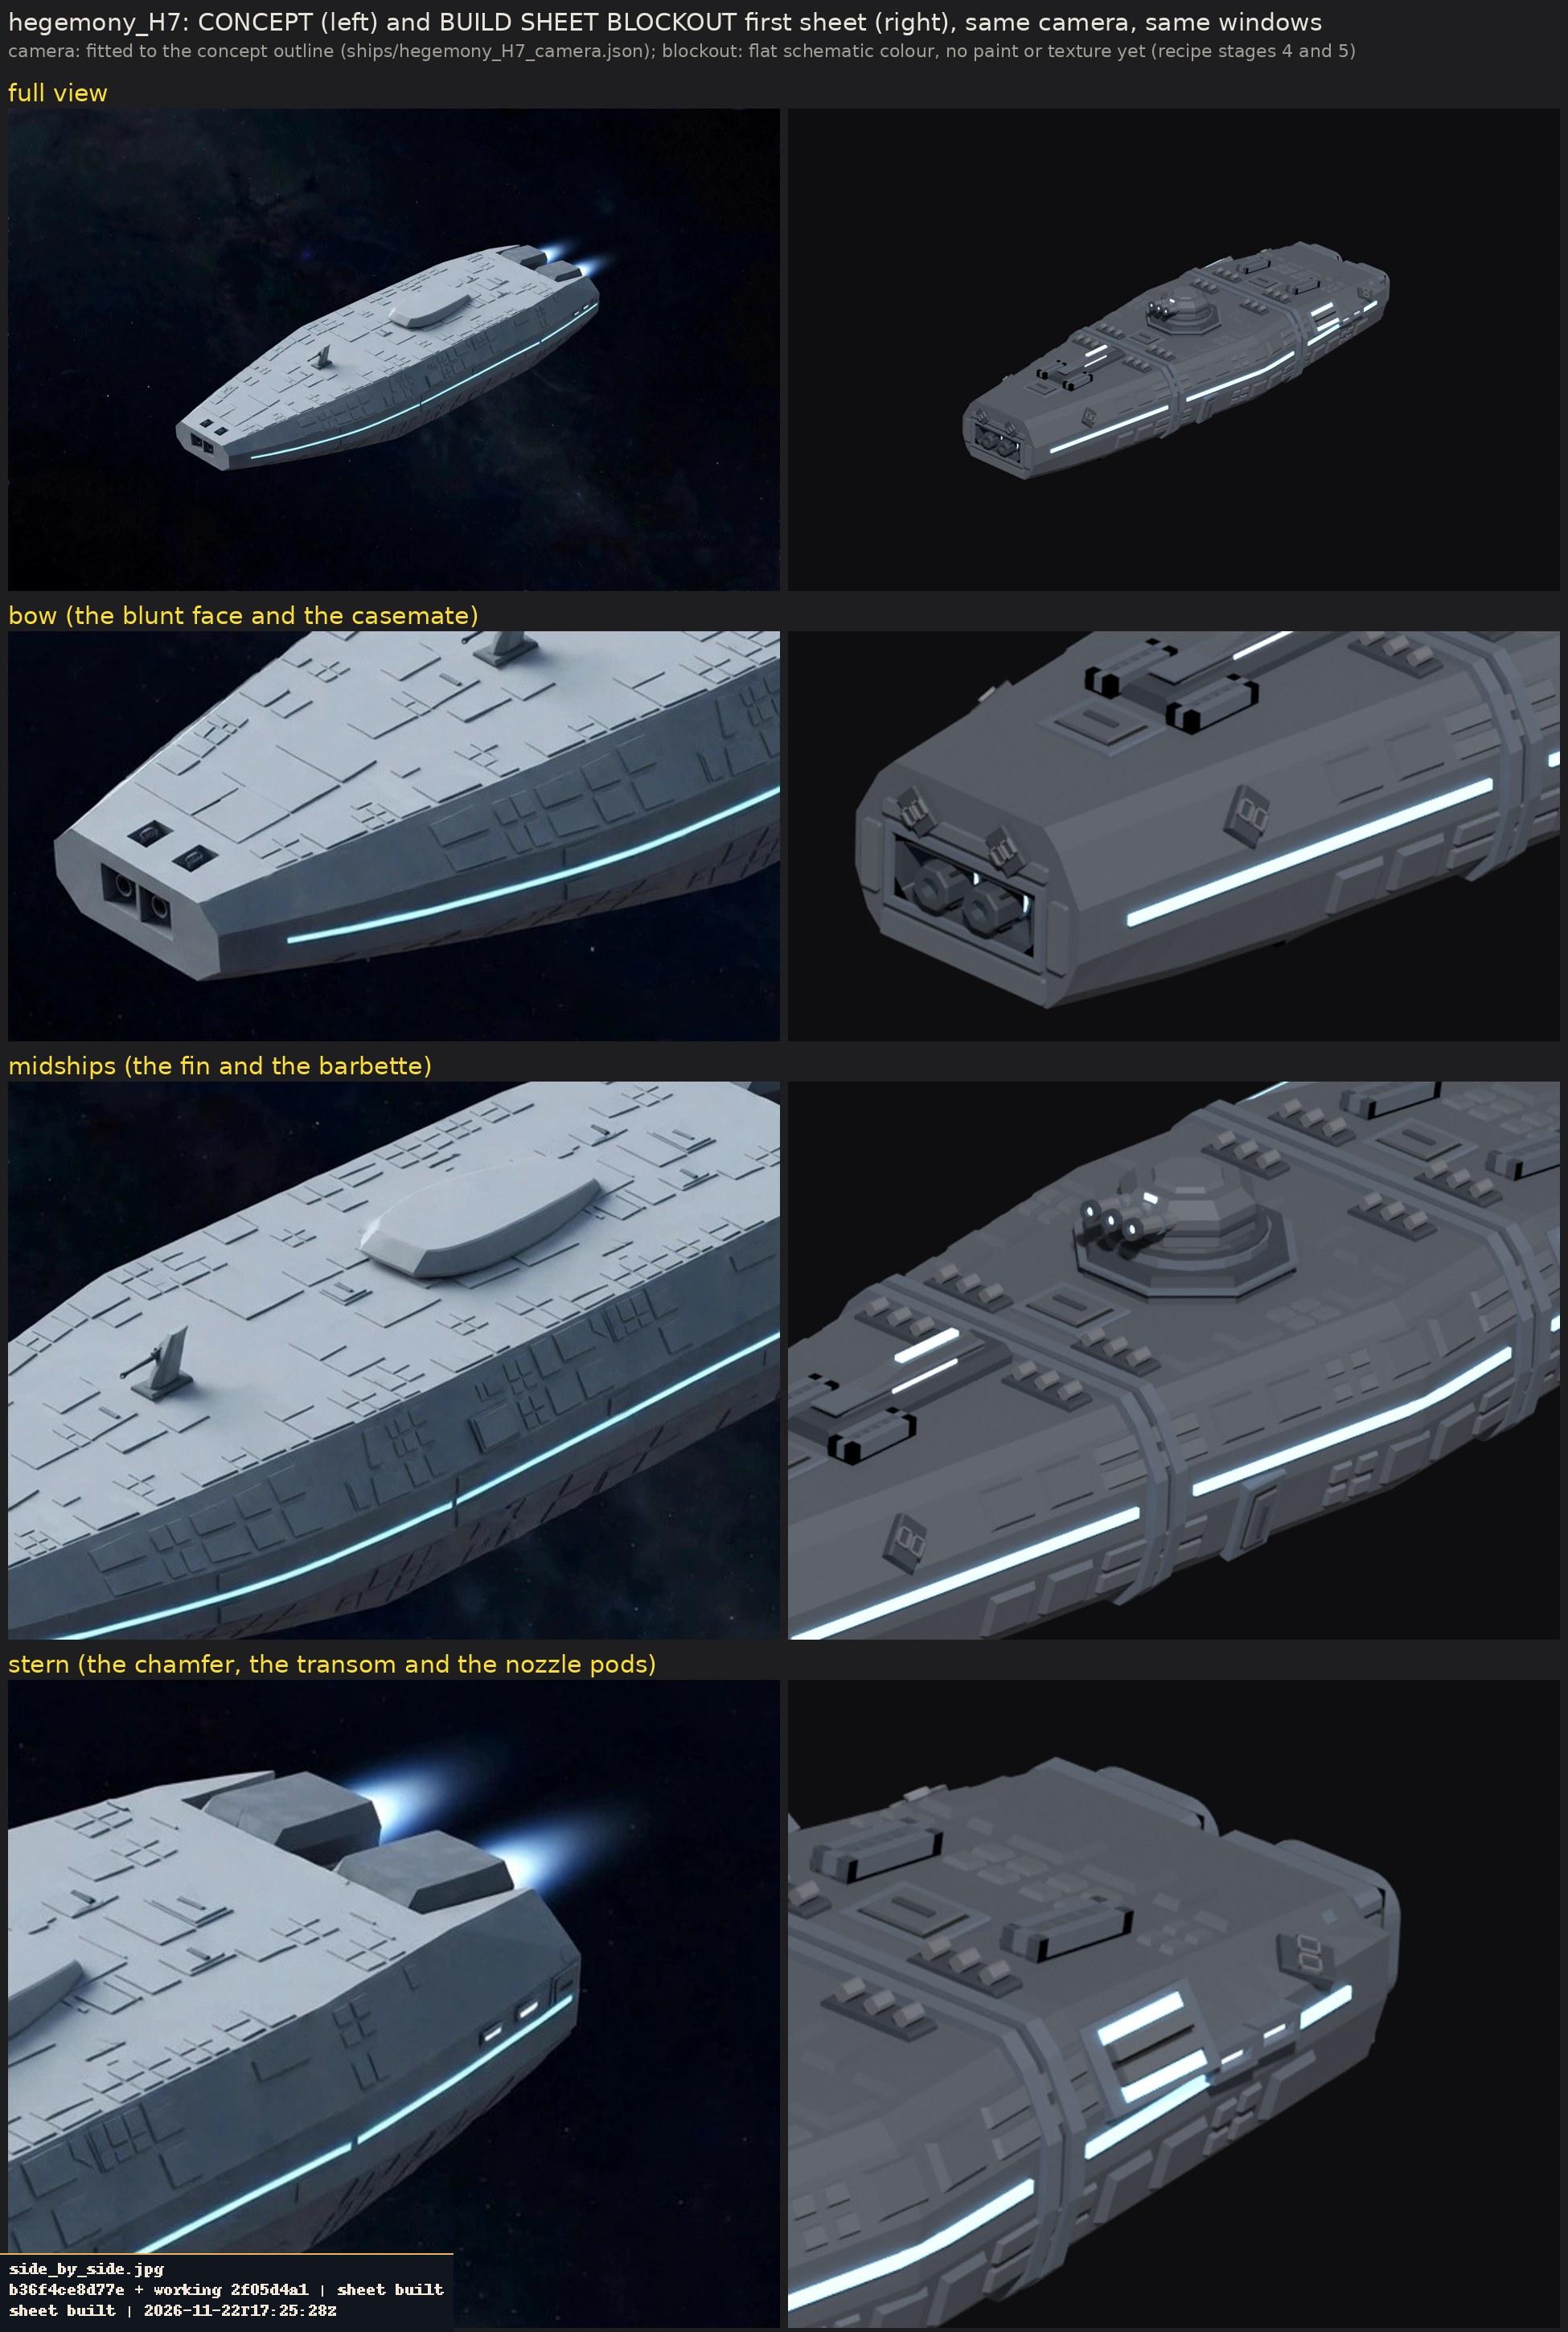 hegemony_H7: CONCEPT (left) and BUILD SHEET BLOCKOUT first sheet (right), same camera, same windows
camera: fitted to the concept outline (ships/hegemony_H7_camera.json); blockout: flat schematic colour, no paint or texture yet (recipe stages 4 and 5)
full view
bow (the blunt face and the casemate)
midships (the fin and the barbette)
stern (the chamfer, the transom and the nozzle pods)
side_by_side.jpg
b36f4ce8d77e + working 2f05d4a1 | sheet built
sheet built | 2026-11-22T17:25:28Z